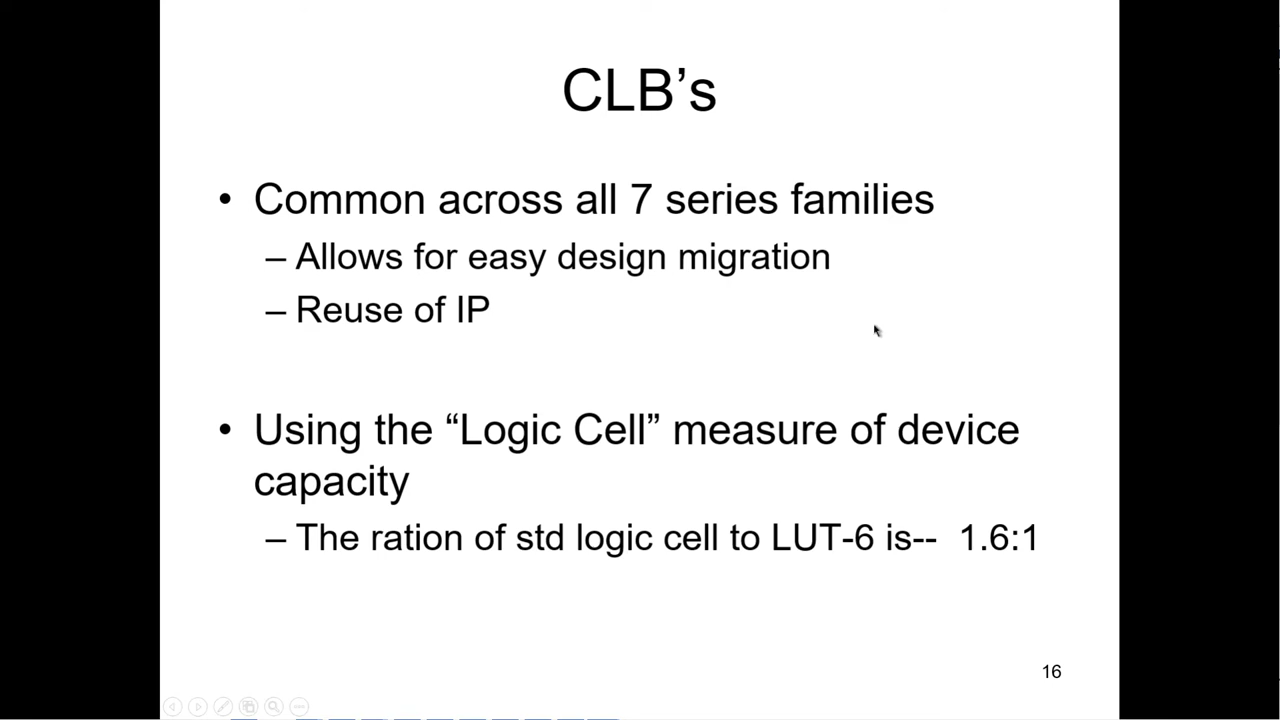 CLB’s
• Common across all 7 series families
– Allows for easy design migration
– Reuse of IP
• Using the “Logic Cell” measure of device
capacity
– The ration of std logic cell to LUT-6 is-- 1.6:1
16